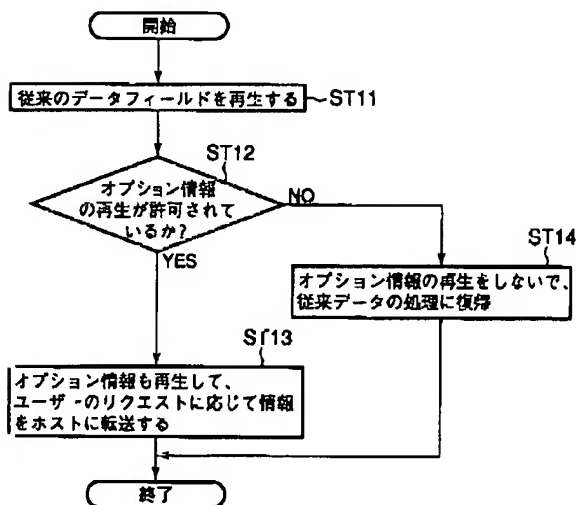 開始
従来のデータフィールドを再生する
ST11
ST12
オプション情報
の再生が許可されて
いるか?
NO
YES
ST14
オプション情報の再生をしないで、
従来データの処理に復帰
ST13
オプション情報も再生して、
ユーザーのリクエストに応じて情報
をホストに転送する
終了